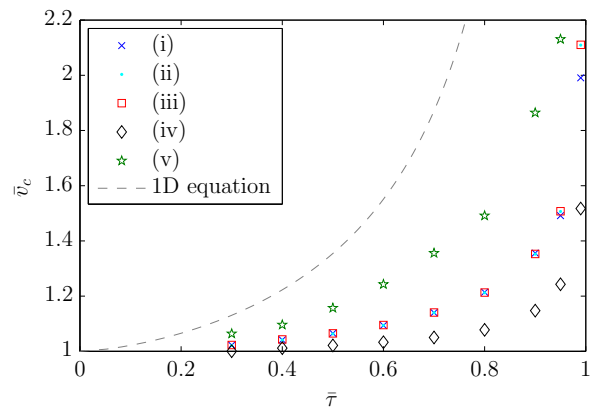 2.2
2
1.8
1.6
1.4
1.2
1
v̄c
(i)
(ii)
(iii)
(iv)
(v)
1D equation
0 0.2 0.4 0.6 0.8 1
τ̄